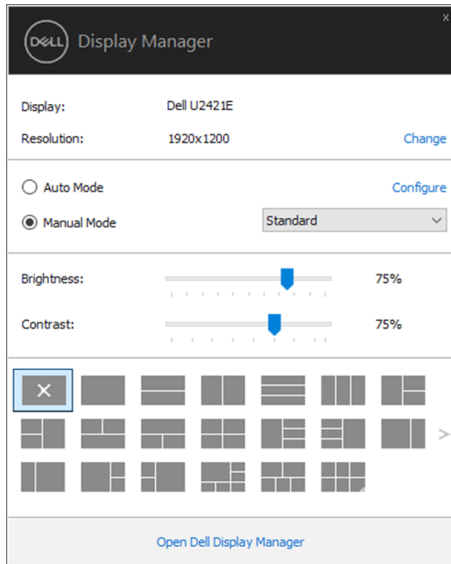 x
DELL Display Manager
Display: Dell U2421E
Resolution: 1920x1200 Change
Auto Mode Configure
Manual Mode Standard
Brightness: 75%
Contrast: 75%
Open Dell Display Manager